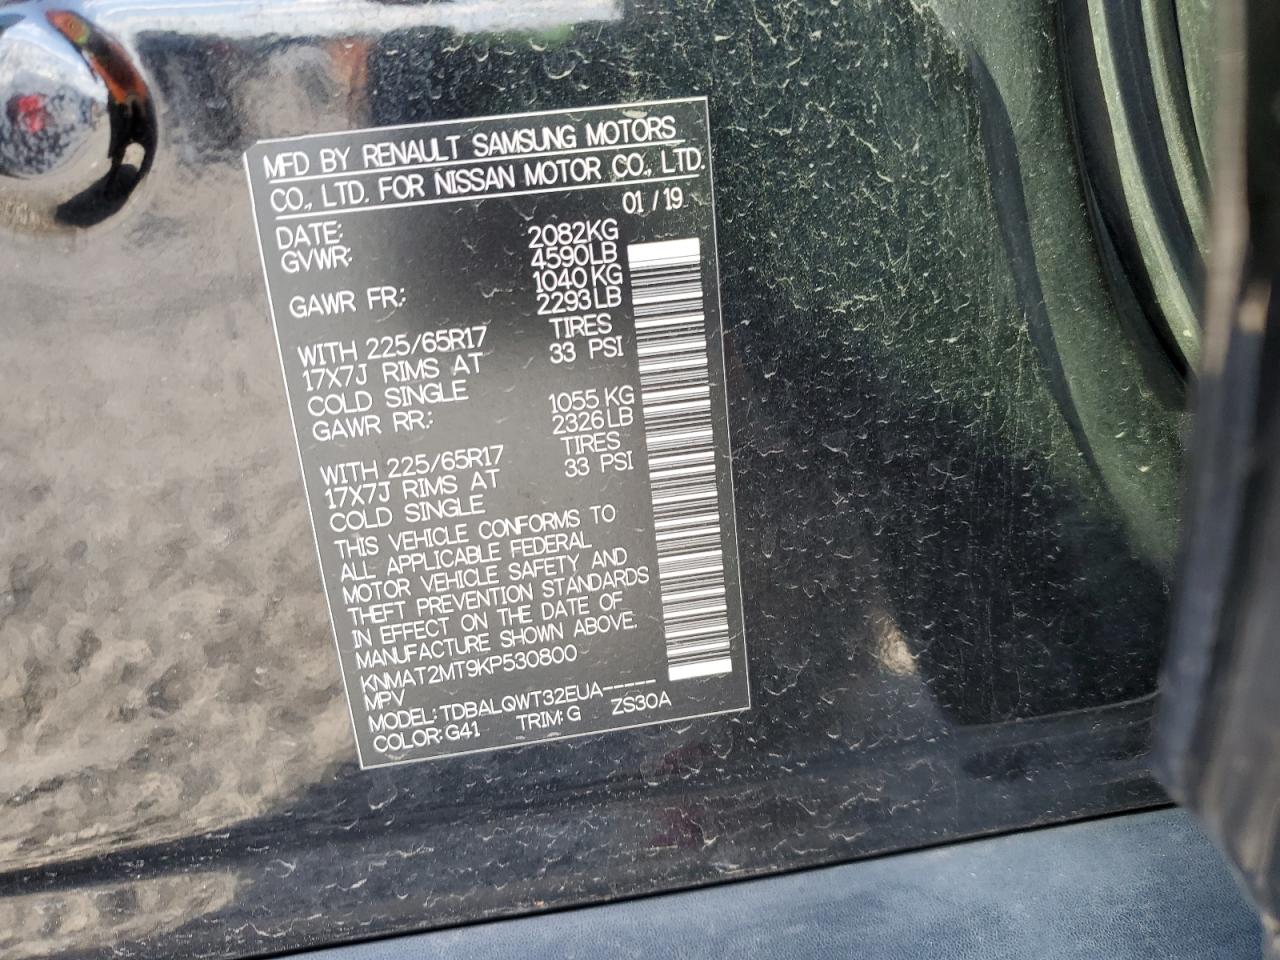 MFD BY RENAULT SAMSUNG MOTORS
CO., LTD. FOR NISSAN MOTOR CO., LTD.
DATE: 01 / 19
GVWR: 2082KG
4590LB
GAWR FR: 1040 KG
2293 LB
WITH 225/65R17 TIRES
17X7J RIMS AT 33 PSI
COLD SINGLE
GAWR RR: 1055 KG
2326 LB
WITH 225/65R17 TIRES
17X7J RIMS AT 33 PSI
COLD SINGLE
THIS VEHICLE CONFORMS TO
ALL APPLICABLE FEDERAL
MOTOR VEHICLE SAFETY AND
THEFT PREVENTION STANDARDS
IN EFFECT ON THE DATE OF
MANUFACTURE SHOWN ABOVE.
KNMAT2MT9KP530800
MPV
MODEL: TDBALQWT32EUA-----
COLOR: G41 TRIM: G ZS30A